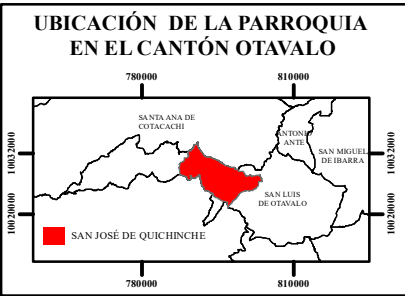 UBICACIÓN DE LA PARROQUIA
EN EL CANTÓN OTAVALO
780000
810000
SANTA ANA DE
COTACACHI
ANTONIO
ANTE
SAN MIGUEL
DE IBARRA
10032000
10032000
SAN LUIS
DE OTAVALO
10020000
10020000
SAN JOSÉ DE QUICHINCHE
780000
810000